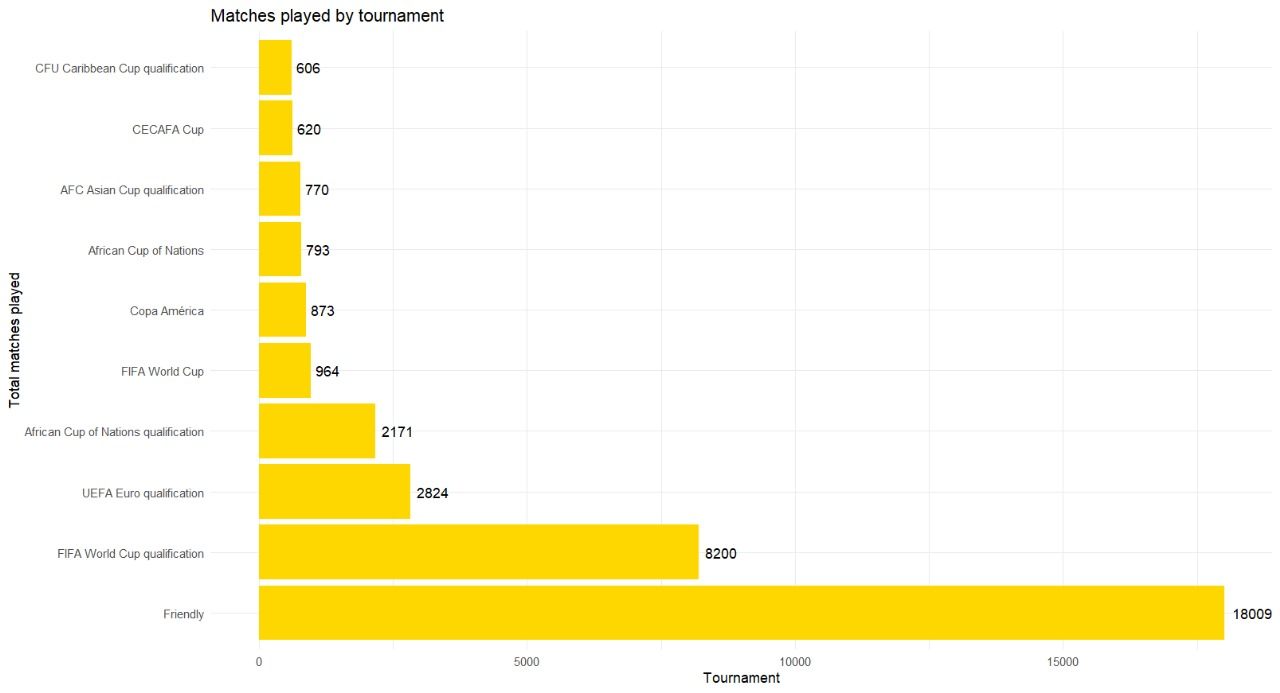 Matches played by tournament
CFU Caribbean Cup qualification 606
CECAFA Cup 620
AFC Asian Cup qualification 770
African Cup of Nations 793
Copa América 873
FIFA World Cup 964
African Cup of Nations qualification 2171
UEFA Euro qualification 2824
FIFA World Cup qualification 8200
Friendly 18009
Total matches played
0 5000 10000 15000
Tournament